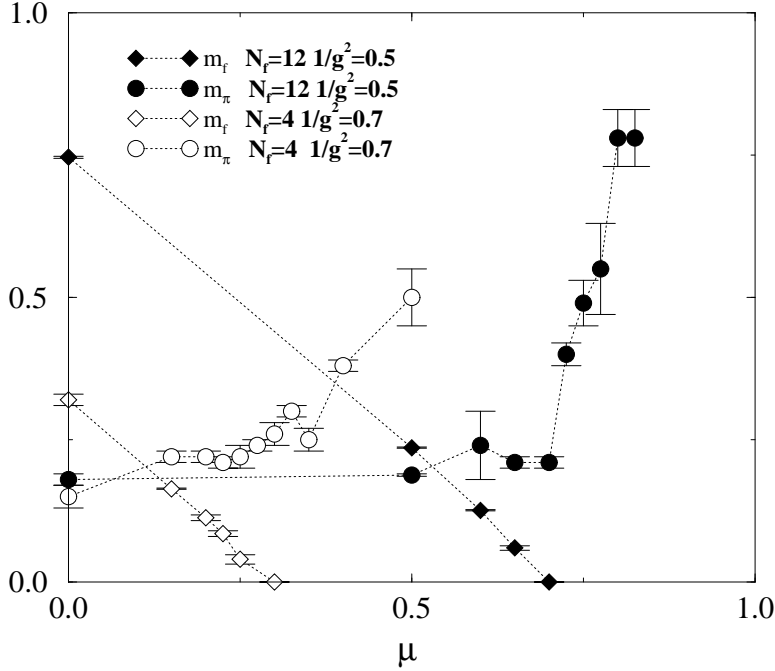 1.0
m_f N_f=12 1/g^2=0.5
m_π N_f=12 1/g^2=0.5
m_f N_f=4 1/g^2=0.7
m_π N_f=4 1/g^2=0.7
0.5
0.0
0.0 0.5 1.0
μ